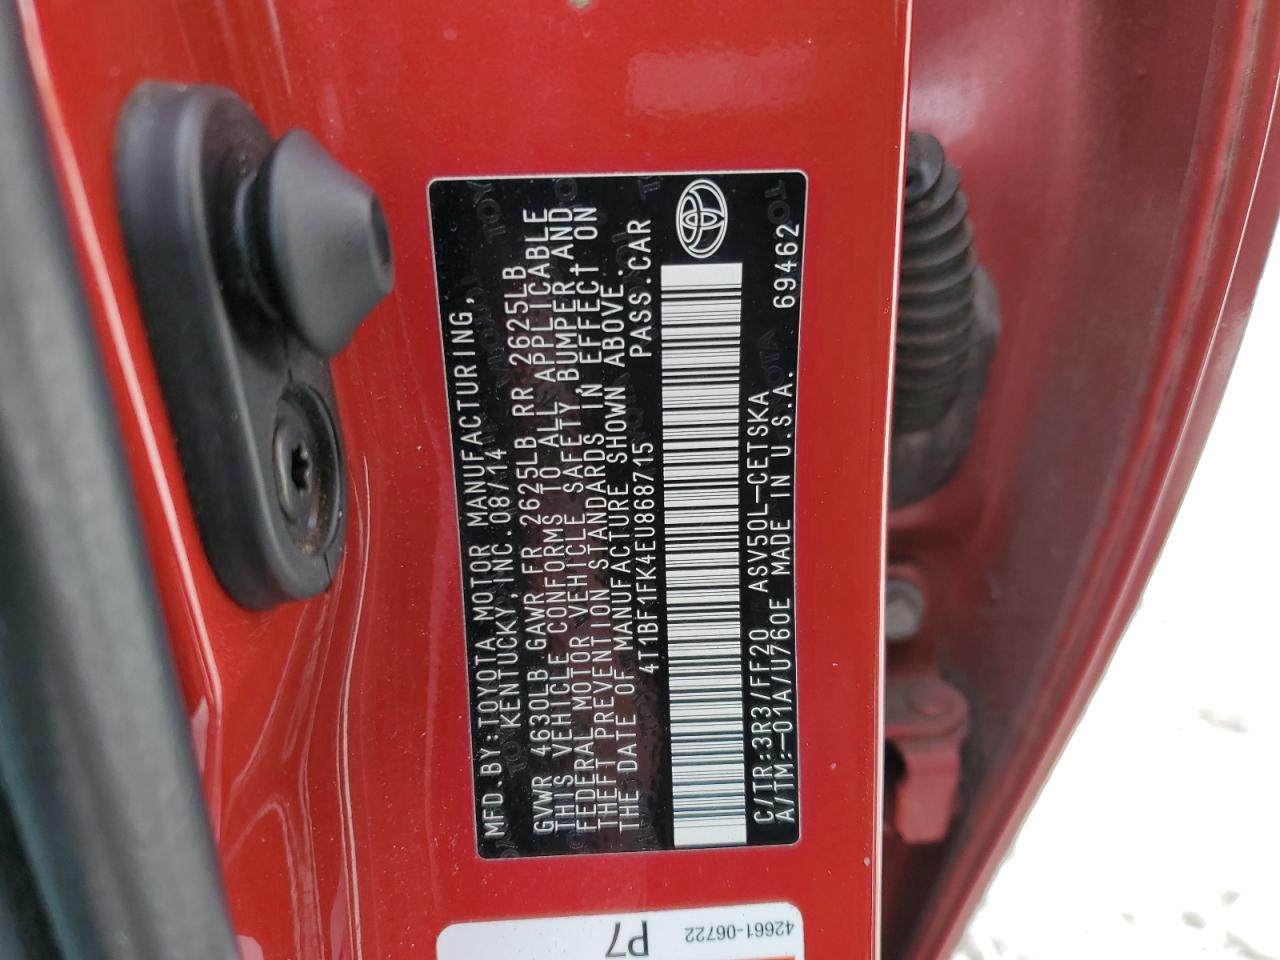 MFD.BY:TOYOTA MOTOR MANUFACTURING,
KENTUCKY,INC.08/14
GVWR 4630LB GAWR FR 2625LB RR 2625LB
THIS VEHICLE CONFORMS TO ALL APPLICABLE
FEDERAL MOTOR VEHICLE SAFETY,BUMPER,AND
THEFT PREVENTION STANDARDS IN EFFECT ON
THE DATE OF MANUFACTURE SHOWN ABOVE.
4T1BF1FK4EU868715 PASS.CAR
C/TR:3R3/FF20 ASV50L-CETSKA
A/TM:-01A/U760E MADE IN U.S.A. 69462
P7
42661-06722